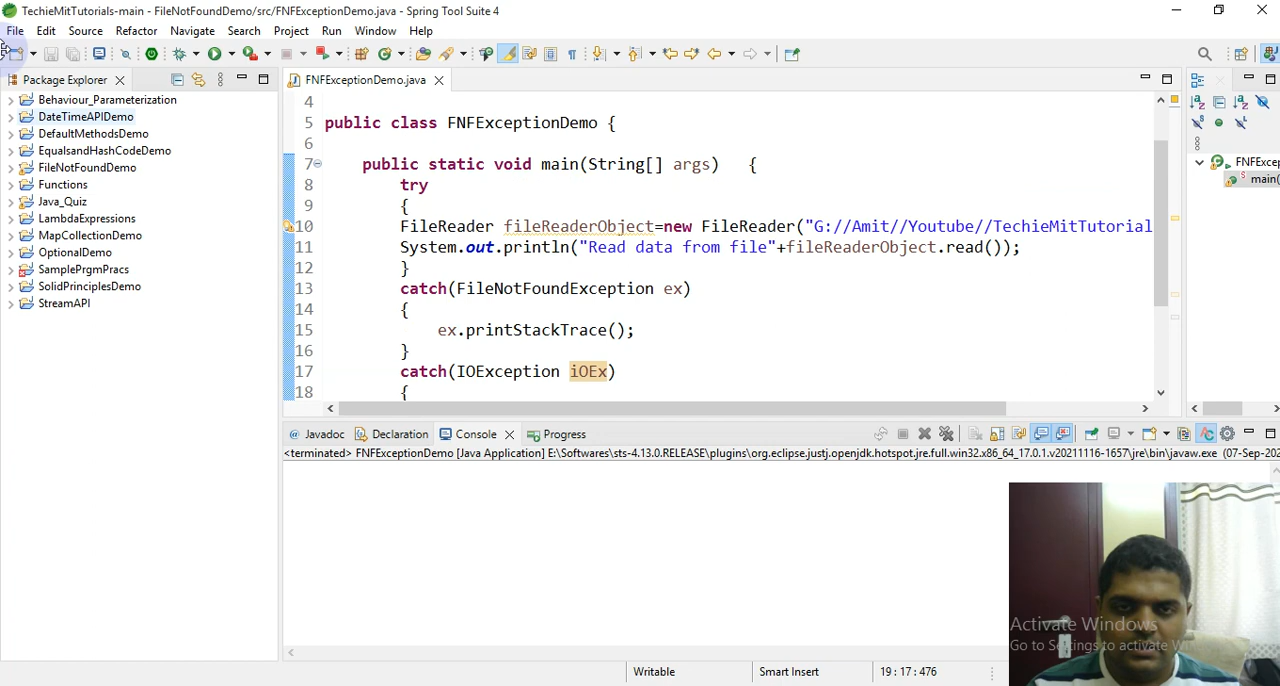 TechieMitTutorials-main - FileNotFoundDemo/src/FNFExceptionDemo.java - Spring Tool Suite 4
File Edit Source Refactor Navigate Search Project Run Window Help
Package Explorer
FNFExceptionDemo.java
Behaviour_Parameterization
DateTimeAPIDemo
DefaultMethodsDemo
EqualsandHashCodeDemo
FileNotFoundDemo
Functions
Java_Quiz
LambdaExpressions
MapCollectionDemo
OptionalDemo
SamplePrgmPracs
SolidPrinciplesDemo
StreamAPI
4
5 public class FNFExceptionDemo {
6
7 public static void main(String[] args) {
8 try
9 {
10 FileReader fileReaderObject=new FileReader("G://Amit//Youtube//TechieMitTutorial
11 System.out.println("Read data from file"+fileReaderObject.read());
12 }
13 catch(FileNotFoundException ex)
14 {
15 ex.printStackTrace();
16 }
17 catch(IOException iOEx)
18 {
FNFExcep
main(
Javadoc Declaration Console Progress
<terminated> FNFExceptionDemo [Java Application] E:\Softwares\sts-4.13.0.RELEASE\plugins\org.eclipse.justj.openjdk.hotspot.jre.full.win32.x86_64_17.0.1.v20211116-1657\jre\bin\javaw.exe (07-Sep-202
Activate Windows
Go to Settings to activate Wi
Writable Smart Insert 19 : 17 : 476